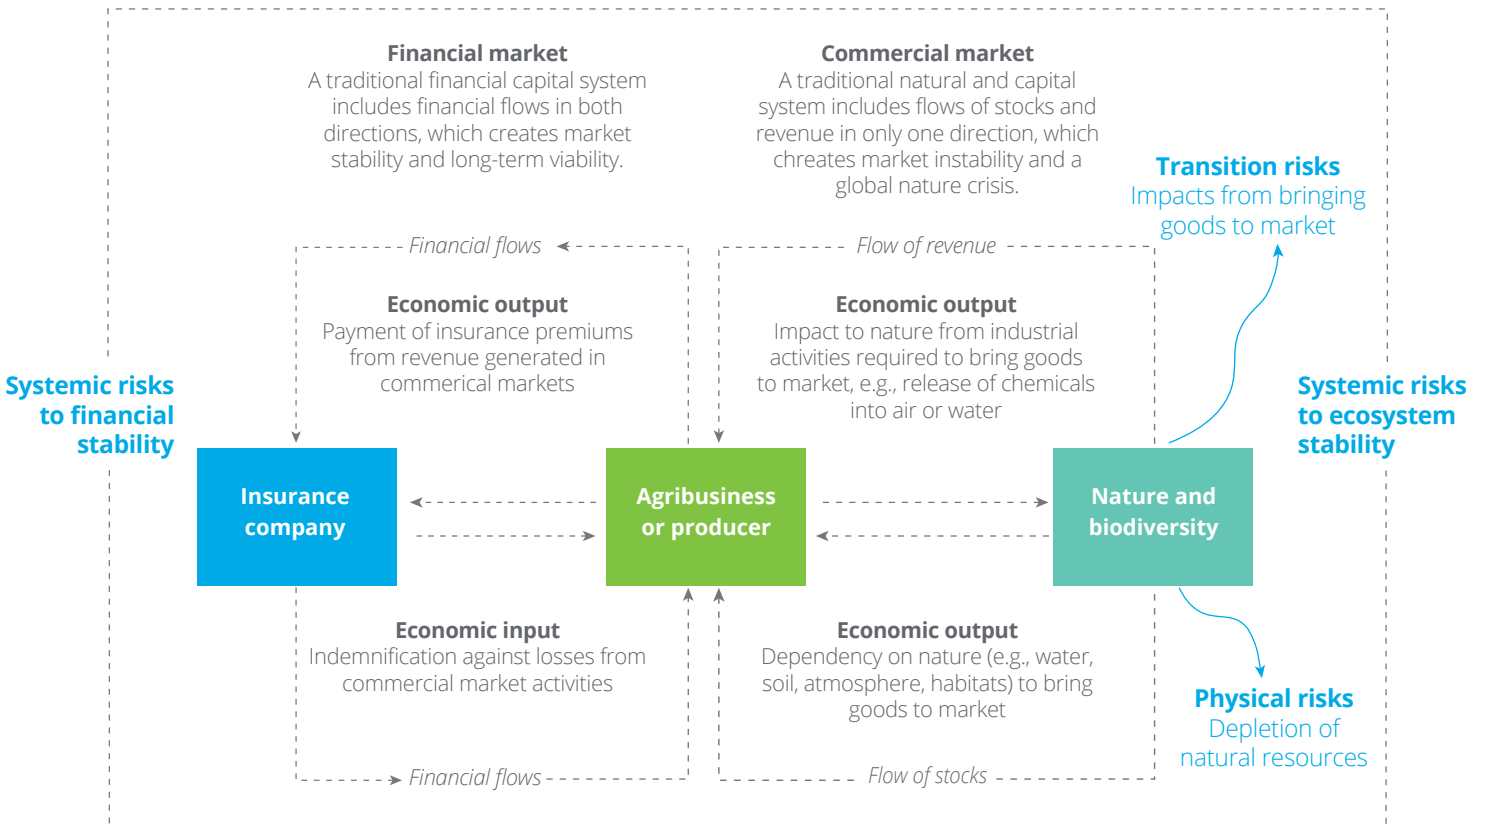 Financial market
A traditional financial capital system
includes financial flows in both
directions, which creates market
stability and long-term viability.
Commercial market
A traditional natural and capital
system includes flows of stocks and
revenue in only one direction, which
chreates market instability and a
global nature crisis.
Transition risks
Impacts from bringing
goods to market
Financial flows
Flow of revenue
Economic output
Payment of insurance premiums
from revenue generated in
commerical markets
Economic output
Impact to nature from industrial
activities required to bring goods
to market, e.g., release of chemicals
into air or water
Systemic risks
to financial
stability
Systemic risks
to ecosystem
stability
Insurance
company
Agribusiness
or producer
Nature and
biodiversity
Economic input
Indemnification against losses from
commercial market activities
Economic output
Dependency on nature (e.g., water,
soil, atmosphere, habitats) to bring
goods to market
Physical risks
Depletion of
natural resources
Financial flows
Flow of stocks